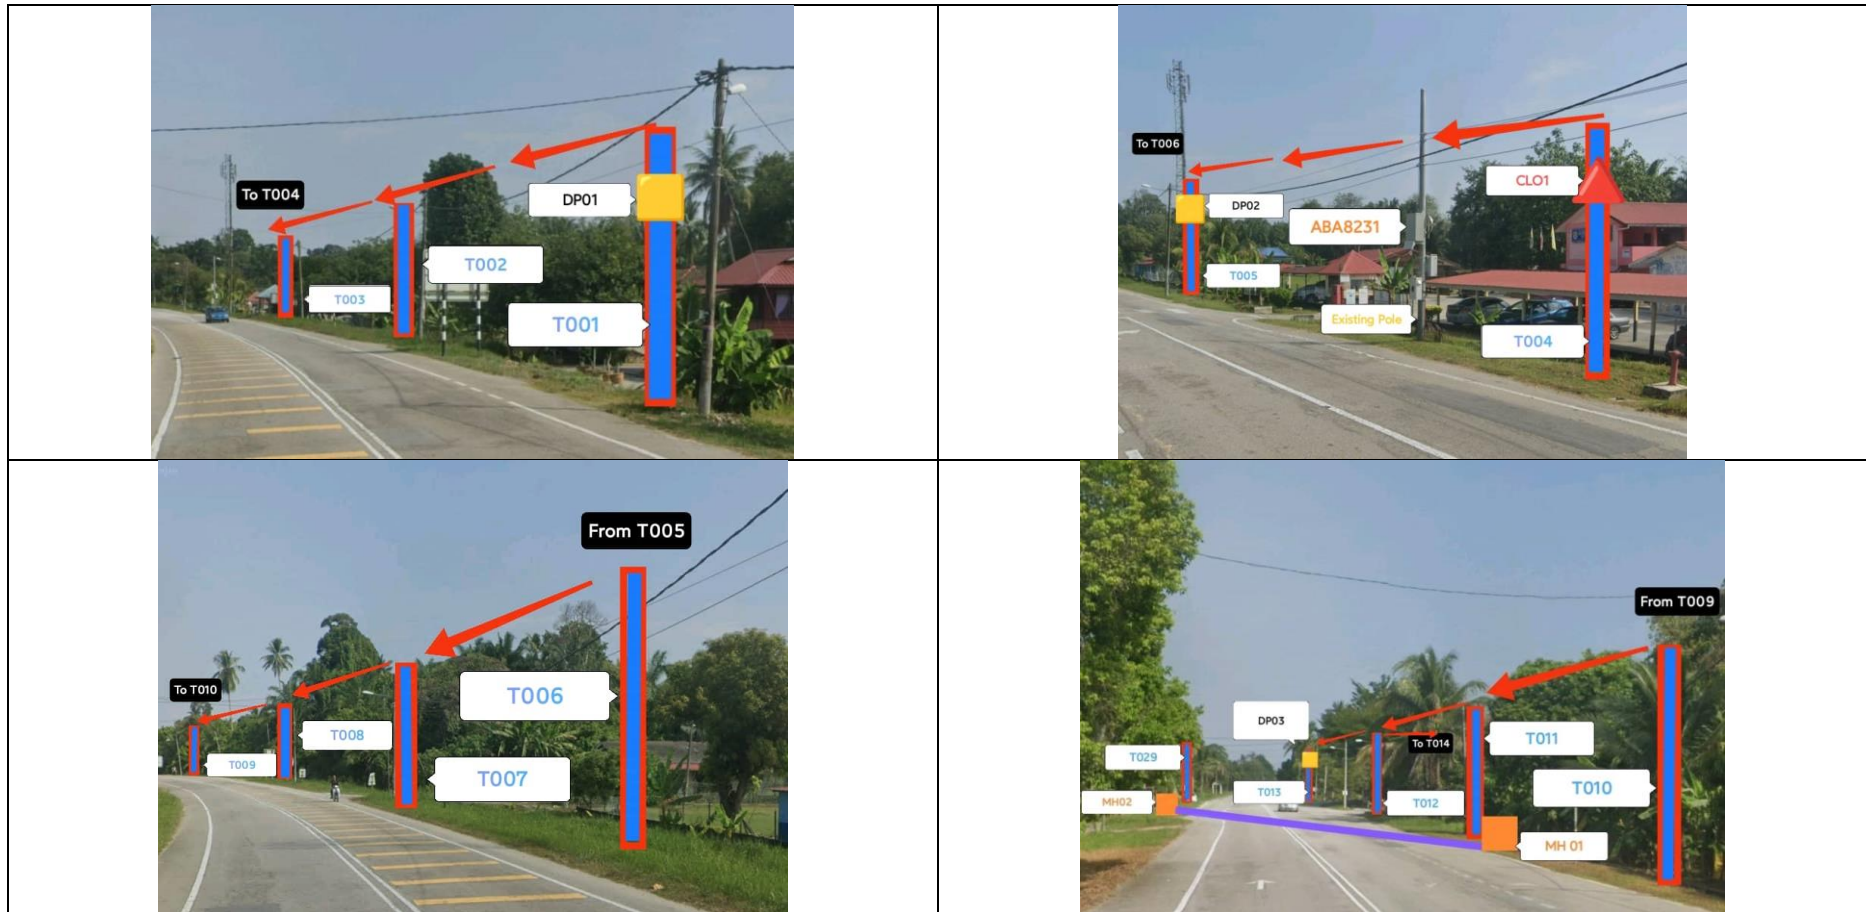 To T004
DP01
T002
T003
T001
To T006
CLO1
DP02
ABA8231
T005
Existing Pole
T004
From T005
To T010
T006
T008
T009
T007
From T009
DP03
T011
To T014
T029
T010
T013
MH02
T012
MH 01